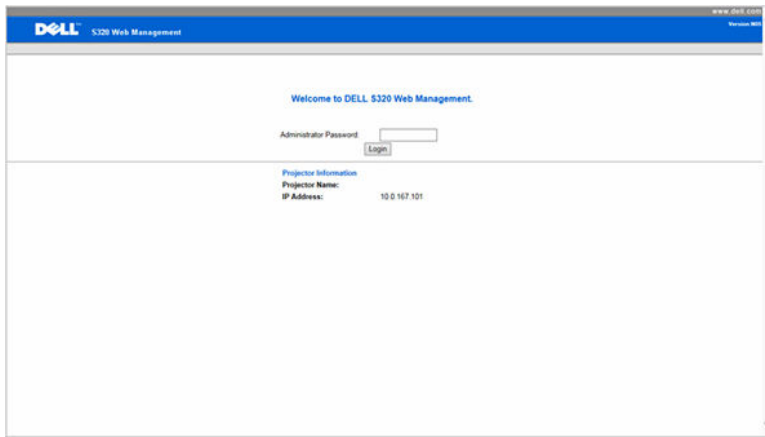 www.dell.com
DELL™ S320 Web Management
Welcome to DELL S320 Web Management.
Administrator Password:
Login
Projector Information
Projector Name:
IP Address: 10.0.167.101